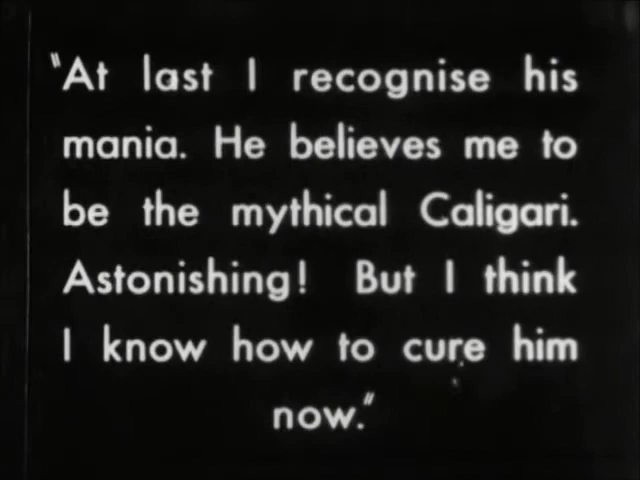 "At last I recognise his
mania. He believes me to
be the mythical Caligari.
Astonishing! But I think
I know how to cure him
now."